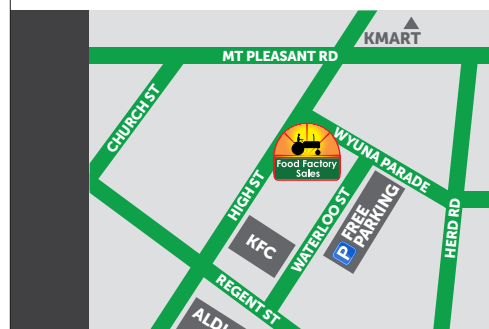 KMART
MT PLEASANT RD
CHURCH ST
WYUNA PARADE
Food Factory
Sales
HIGH ST
WATERLOO ST
P FREE
PARKING
HERD RD
KFC
REGENT ST
ALDI